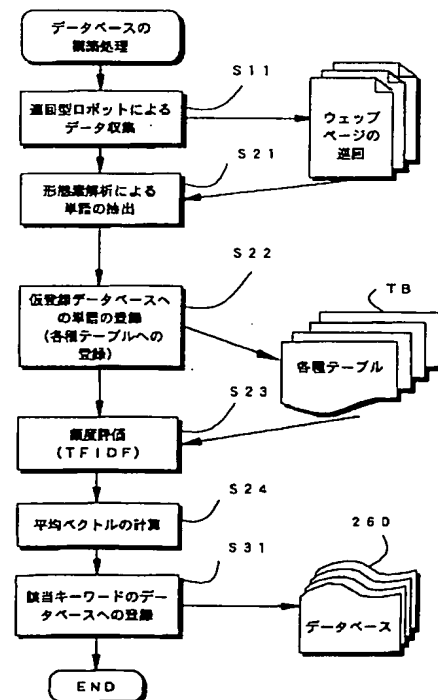 データベースの
構築処理
S11
巡回型ロボットによる
データ収集
ウェッブ
ページの
巡回
S21
形態素解析による
単語の抽出
S22
仮登録データベースへ
の単語の登録
(各種テーブルへの
登録)
TB
各種テーブル
S23
頻度評価
(TFIDF)
S24
平均ベクトルの計算
S31
該当キーワードのデー
タベースへの登録
26D
データベース
END